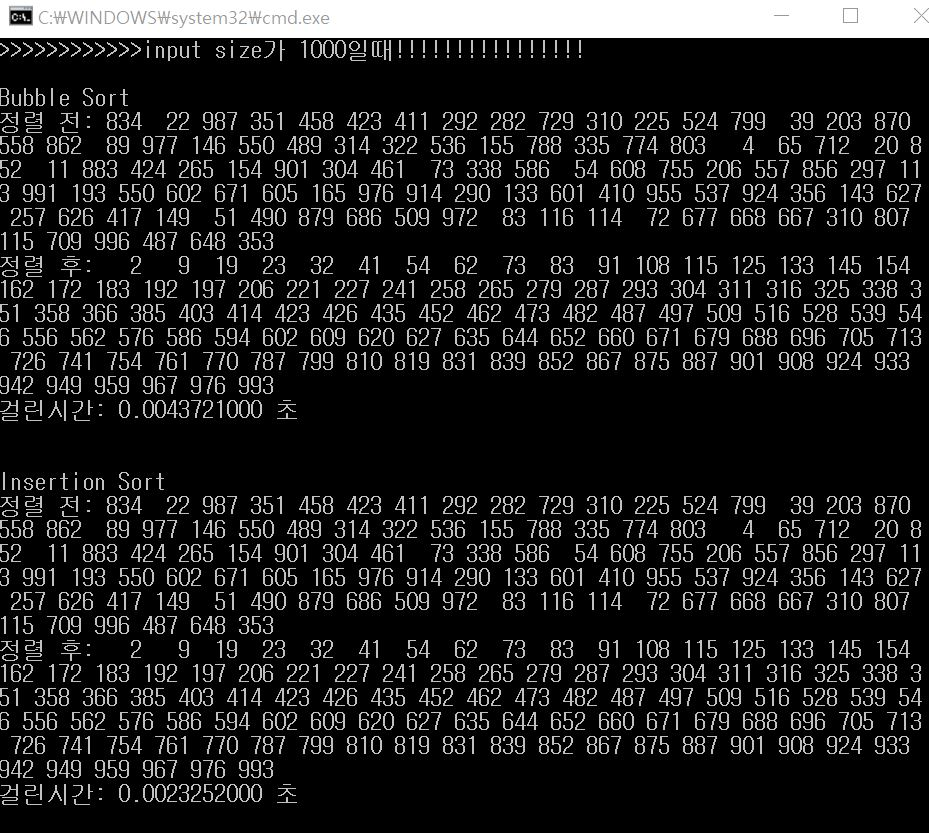 C:\WINDOWS\system32\cmd.exe
>>>>>>>>>>>>input size가 1000일때!!!!!!!!!!!!!!!!
Bubble Sort
정렬 전: 834  22 987 351 458 423 411 292 282 729 310 225 524 799  39 203 870
558 862  89 977 146 550 489 314 322 536 155 788 335 774 803   4  65 712  20 8
52  11 883 424 265 154 901 304 461  73 338 586  54 608 755 206 557 856 297 11
3 991 193 550 602 671 605 165 976 914 290 133 601 410 955 537 924 356 143 627
 257 626 417 149  51 490 879 686 509 972  83 116 114  72 677 668 667 310 807
115 709 996 487 648 353
정렬 후:   2   9  19  23  32  41  54  62  73  83  91 108 115 125 133 145 154
162 172 183 192 197 206 221 227 241 258 265 279 287 293 304 311 316 325 338 3
51 358 366 385 403 414 423 426 435 452 462 473 482 487 497 509 516 528 539 54
6 556 562 576 586 594 602 609 620 627 635 644 652 660 671 679 688 696 705 713
 726 741 754 761 770 787 799 810 819 831 839 852 867 875 887 901 908 924 933
942 949 959 967 976 993
걸린시간: 0.0043721000 초
Insertion Sort
정렬 전: 834  22 987 351 458 423 411 292 282 729 310 225 524 799  39 203 870
558 862  89 977 146 550 489 314 322 536 155 788 335 774 803   4  65 712  20 8
52  11 883 424 265 154 901 304 461  73 338 586  54 608 755 206 557 856 297 11
3 991 193 550 602 671 605 165 976 914 290 133 601 410 955 537 924 356 143 627
 257 626 417 149  51 490 879 686 509 972  83 116 114  72 677 668 667 310 807
115 709 996 487 648 353
정렬 후:   2   9  19  23  32  41  54  62  73  83  91 108 115 125 133 145 154
162 172 183 192 197 206 221 227 241 258 265 279 287 293 304 311 316 325 338 3
51 358 366 385 403 414 423 426 435 452 462 473 482 487 497 509 516 528 539 54
6 556 562 576 586 594 602 609 620 627 635 644 652 660 671 679 688 696 705 713
 726 741 754 761 770 787 799 810 819 831 839 852 867 875 887 901 908 924 933
942 949 959 967 976 993
걸린시간: 0.0023252000 초